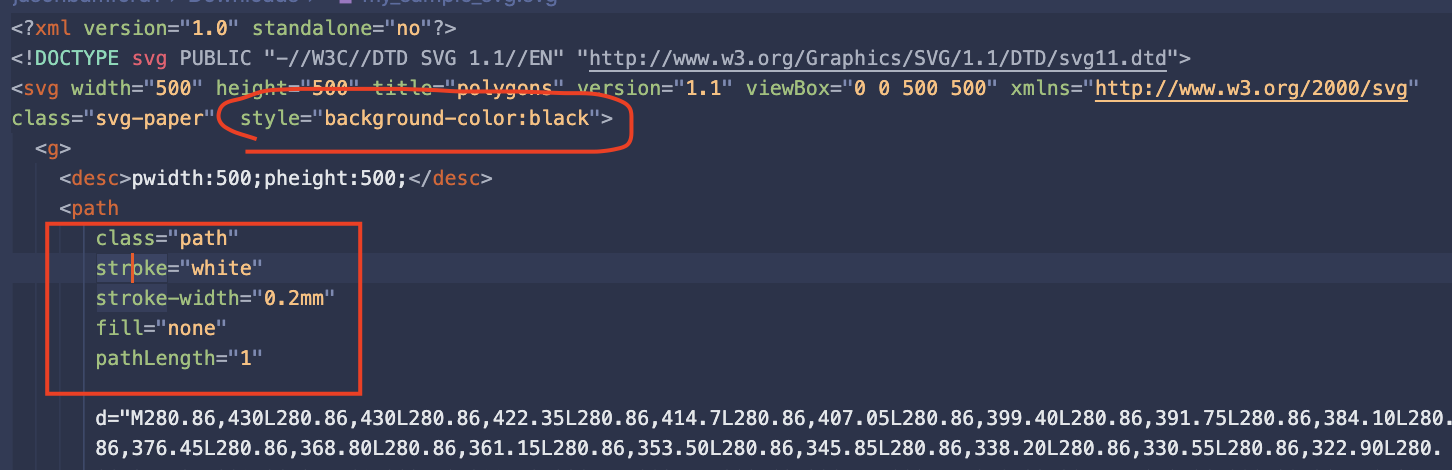 <?xml version="1.0" standalone="no"?>
<!DOCTYPE svg PUBLIC "-//W3C//DTD SVG 1.1//EN" "http://www.w3.org/Graphics/SVG/1.1/DTD/svg11.dtd">
<svg width="500" height="500" title="polygons" version="1.1" viewBox="0 0 500 500" xmlns="http://www.w3.org/2000/svg"
class="svg-paper" style="background-color:black">
<g>
<desc>pwidth:500;pheight:500;</desc>
<path
class="path"
stroke="white"
stroke-width="0.2mm"
fill="none"
pathLength="1"
d="M280.86,430L280.86,430L280.86,422.35L280.86,414.7L280.86,407.05L280.86,399.40L280.86,391.75L280.86,384.10L280.
86,376.45L280.86,368.80L280.86,361.15L280.86,353.50L280.86,345.85L280.86,338.20L280.86,330.55L280.86,322.90L280.